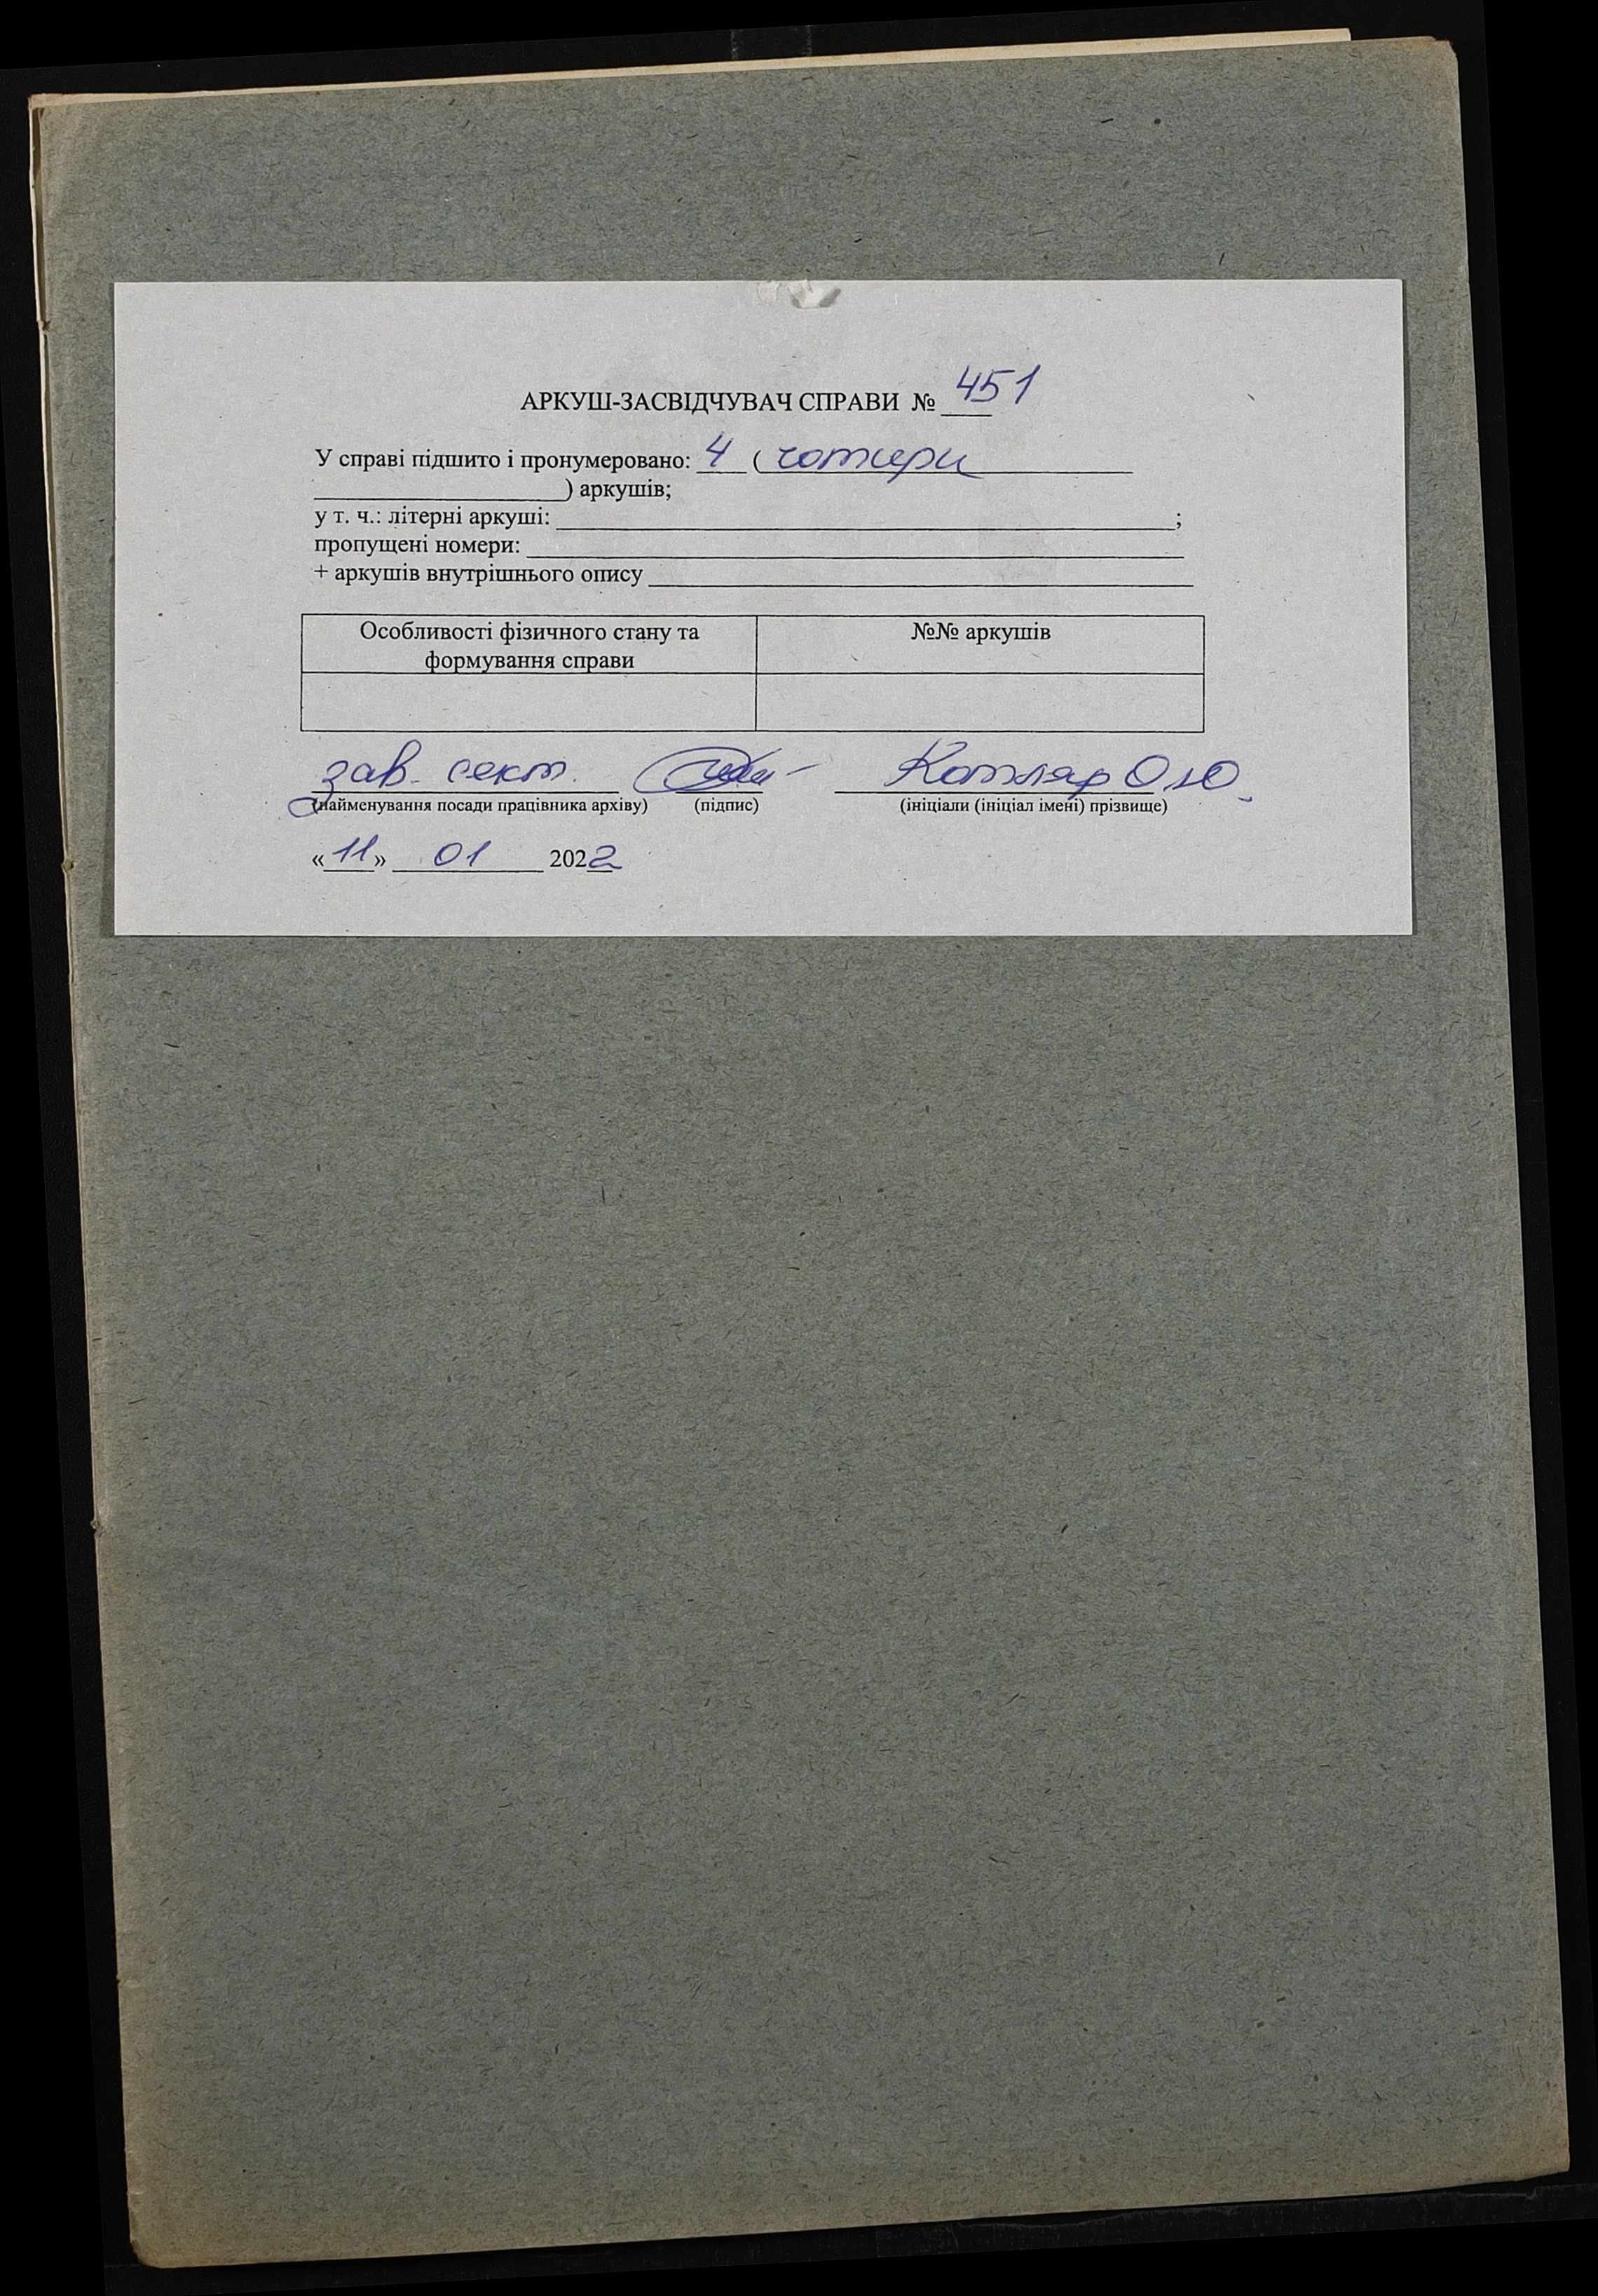 АРКУШ-ЗАСВІДЧУВАЧ СПРАВИ № 451
У справі підшито і пронумеровано: 4 ( чотири
) аркушів;
у т. ч.: літерні аркуші: ;
пропущені номери:
+ аркушів внутрішнього опису
Особливості фізичного стану та
формування справи
№№ аркушів
зав. сект. Котляр О.Ю.
(найменування посади працівника архіву) (підпис) (ініціали (ініціал імені) прізвище)
«11» 01 2022